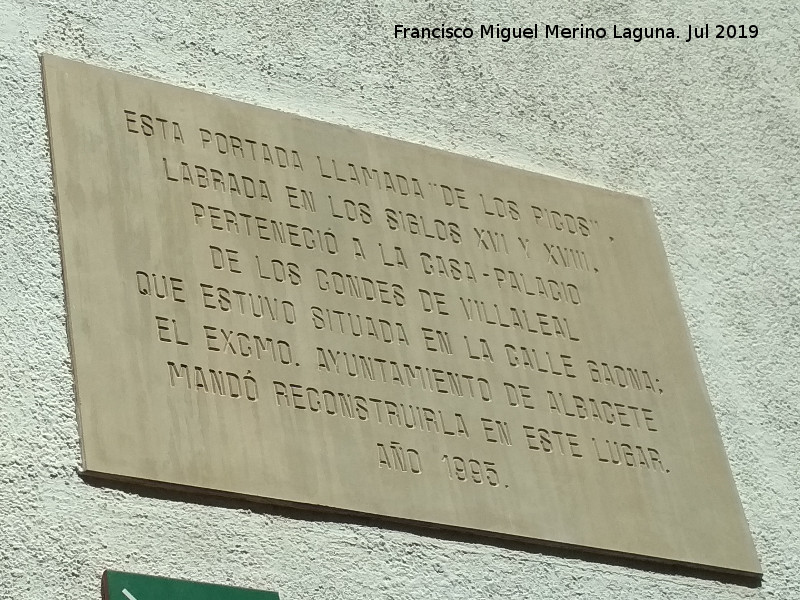 Francisco Miguel Merino Laguna. Jul 2019
ESTA PORTADA LLAMADA "DE LOS PICOS",
LABRADA EN LOS SIGLOS XVI Y XVIII.
PERTENECIÓ A LA CASA-PALACIO
DE LOS CONDES DE VILLALEAL
QUE ESTUVO SITUADA EN LA CALLE GAONA;
EL EXCMO. AYUNTAMIENTO DE ALBACETE
MANDÓ RECONSTRUIRLA EN ESTE LUGAR.
AÑO 1995.